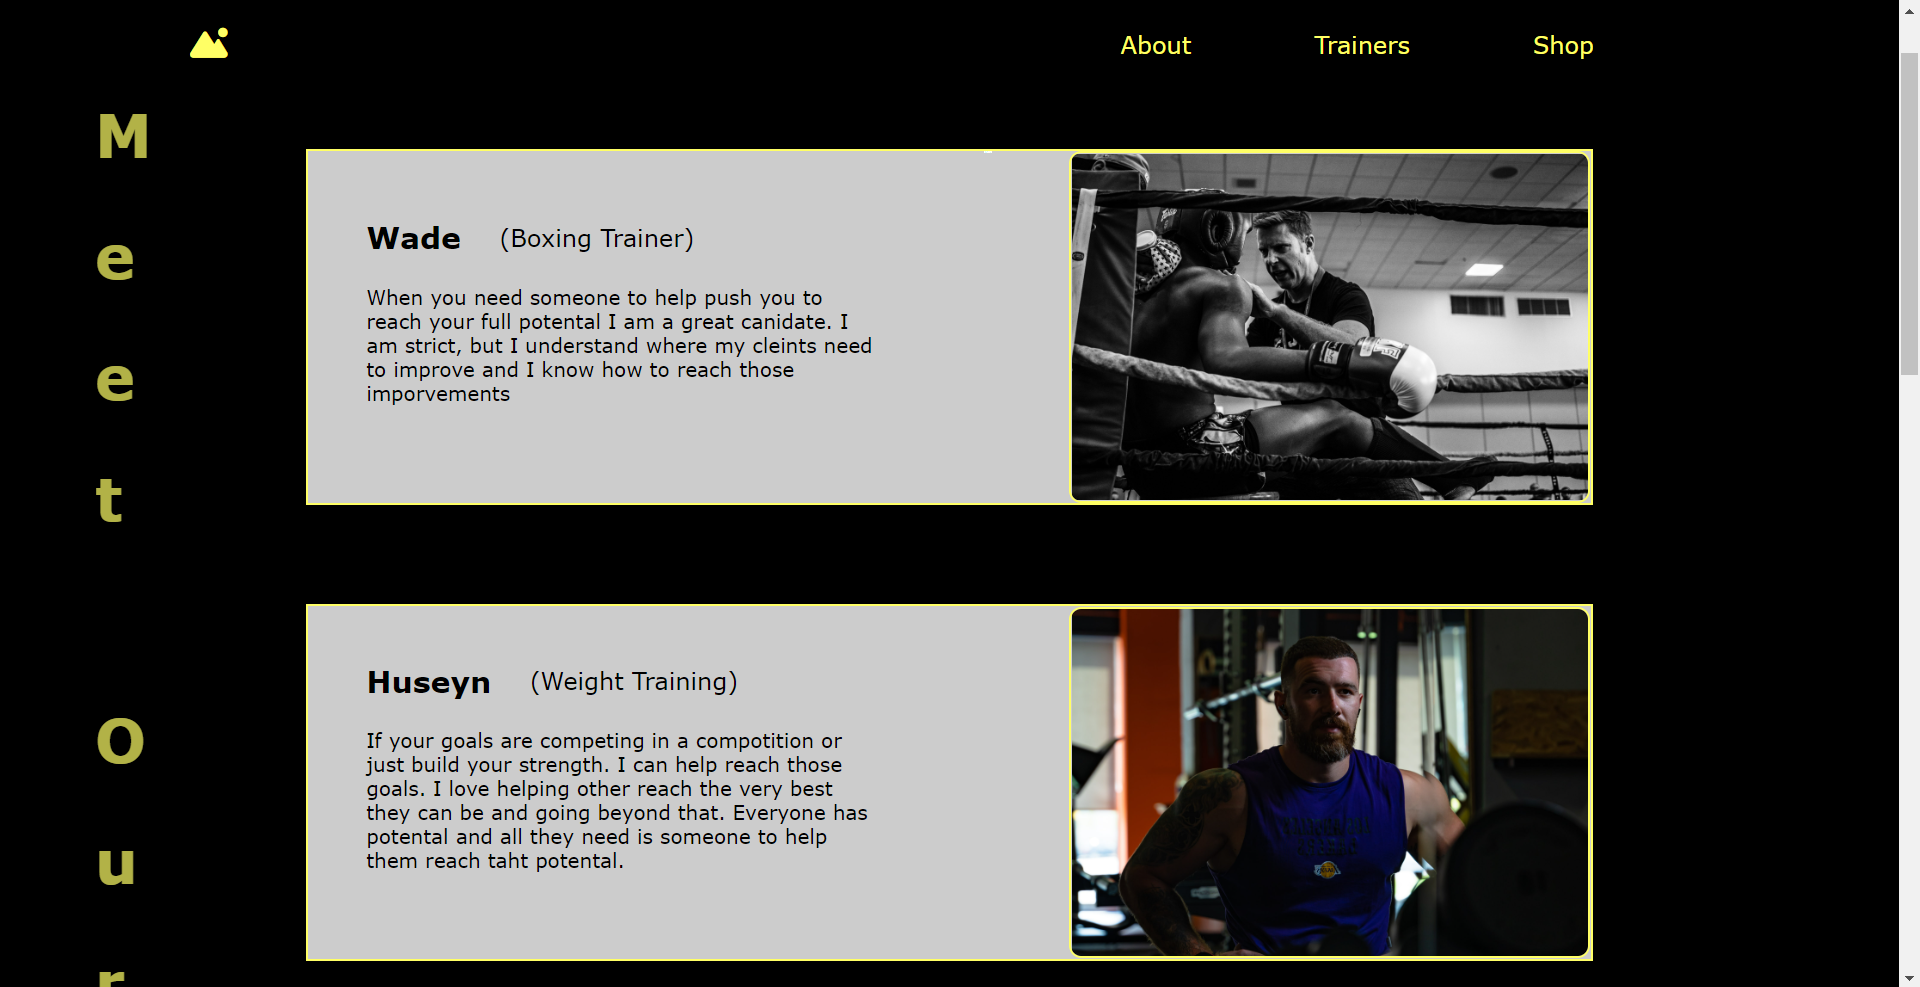 About Trainers Shop
M
e
e
t
O
u
r
Wade (Boxing Trainer)
When you need someone to help push you to
reach your full potental I am a great canidate. I
am strict, but I understand where my cleints need
to improve and I know how to reach those
imporvements
Huseyn (Weight Training)
If your goals are competing in a compotition or
just build your strength. I can help reach those
goals. I love helping other reach the very best
they can be and going beyond that. Everyone has
potental and all they need is someone to help
them reach taht potental.